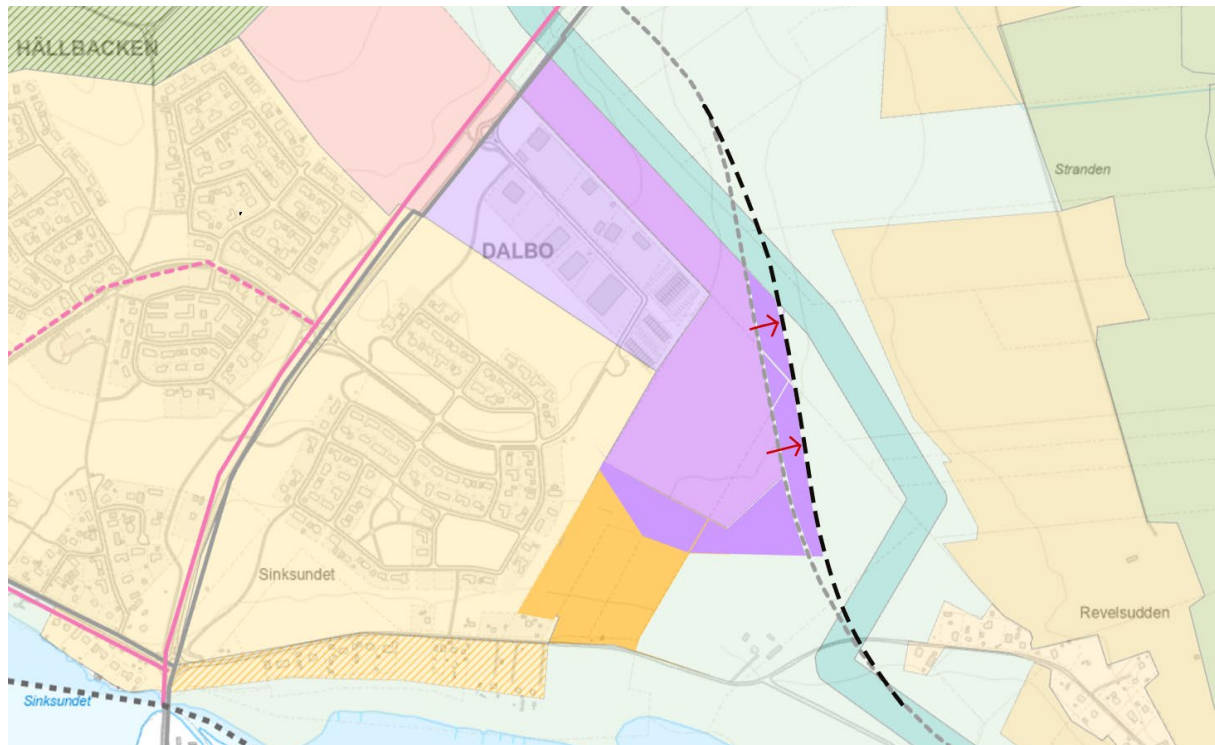 HÄLLBACKEN
Stranden
DALBO
Sinksundet
Revelsudden
Sinksundet